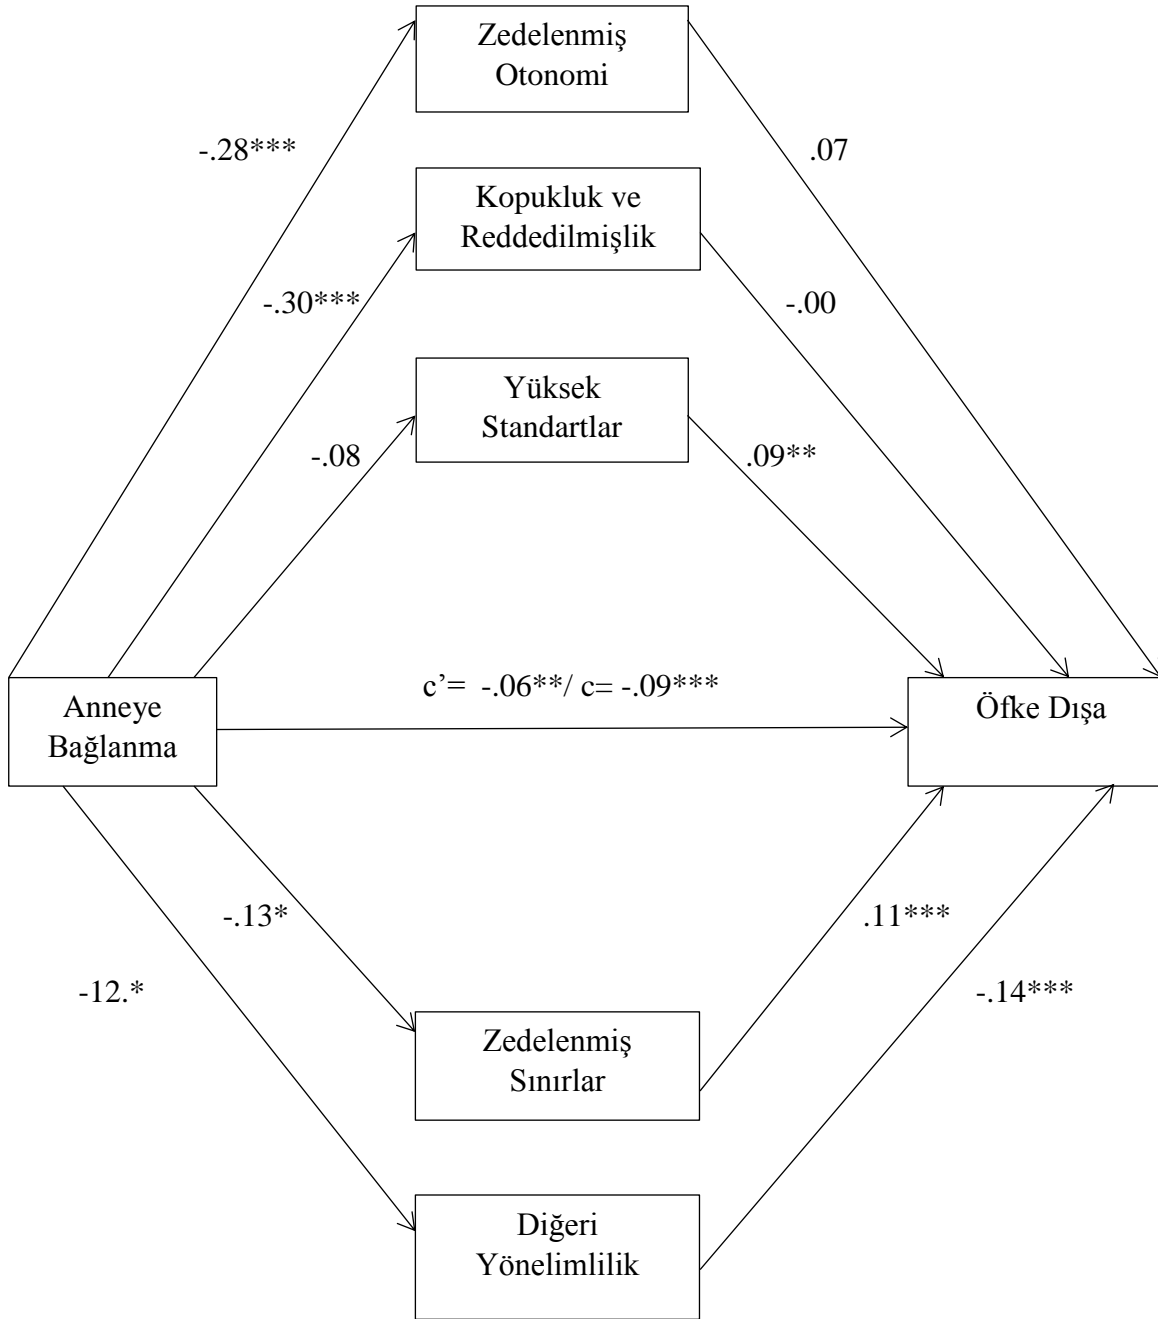 Zedelenmiş
Otonomi
-.28***
.07
Kopukluk ve
Reddedilmişlik
-.30***
-.00
Yüksek
Standartlar
-.08
.09**
c’= -.06**/ c= -.09***
Anneye
Bağlanma
Öfke Dışa
-.13*
.11***
-12.*
-.14***
Zedelenmiş
Sınırlar
Diğeri
Yönelimlilik